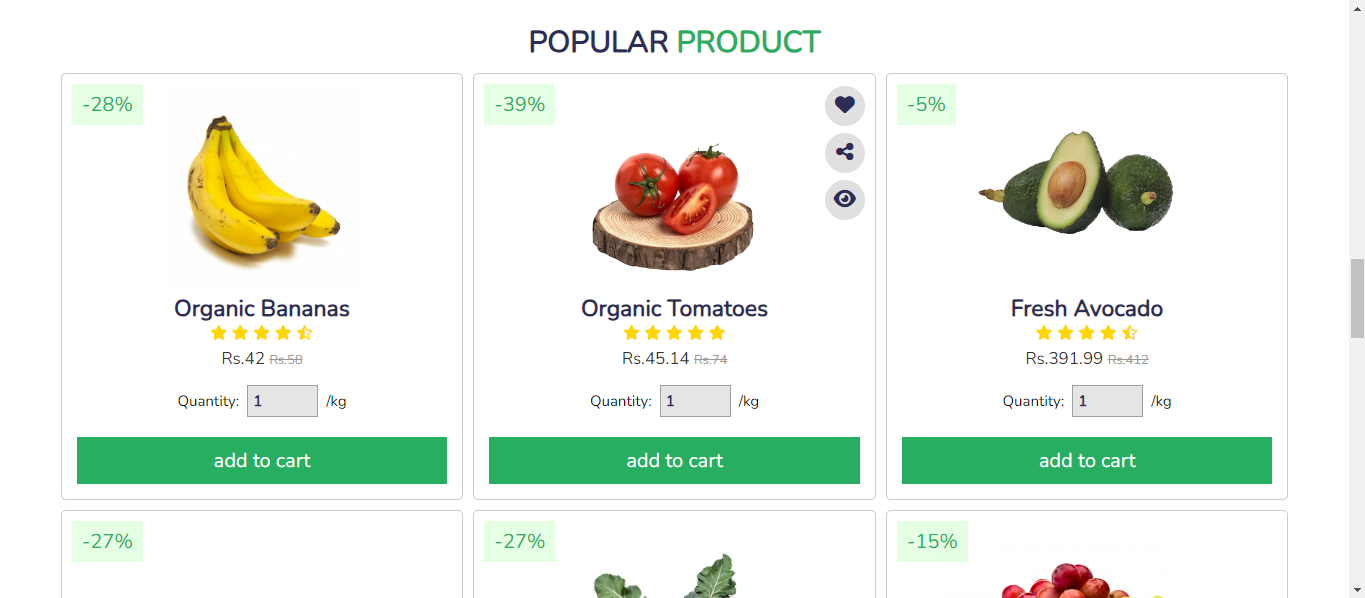 POPULAR PRODUCT
-28%
Organic Bananas
Rs.42 Rs.58
Quantity: 1 /kg
add to cart
-39%
Organic Tomatoes
Rs.45.14 Rs.74
Quantity: 1 /kg
add to cart
-5%
Fresh Avocado
Rs.391.99 Rs.412
Quantity: 1 /kg
add to cart
-27%
-27%
-15%